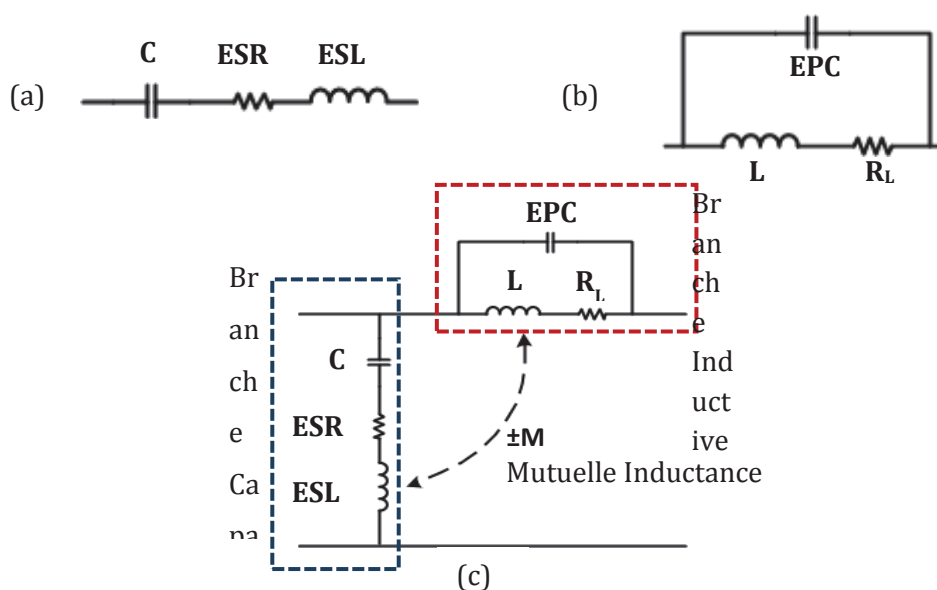 C ESR ESL
(a)
EPC
(b)
L RL
EPC
L RL
Br
an
ch
e
Ind
uct
ive
Br
an
ch
e
Ca
pa
C
ESR
ESL
±M
Mutuelle Inductance
(c)